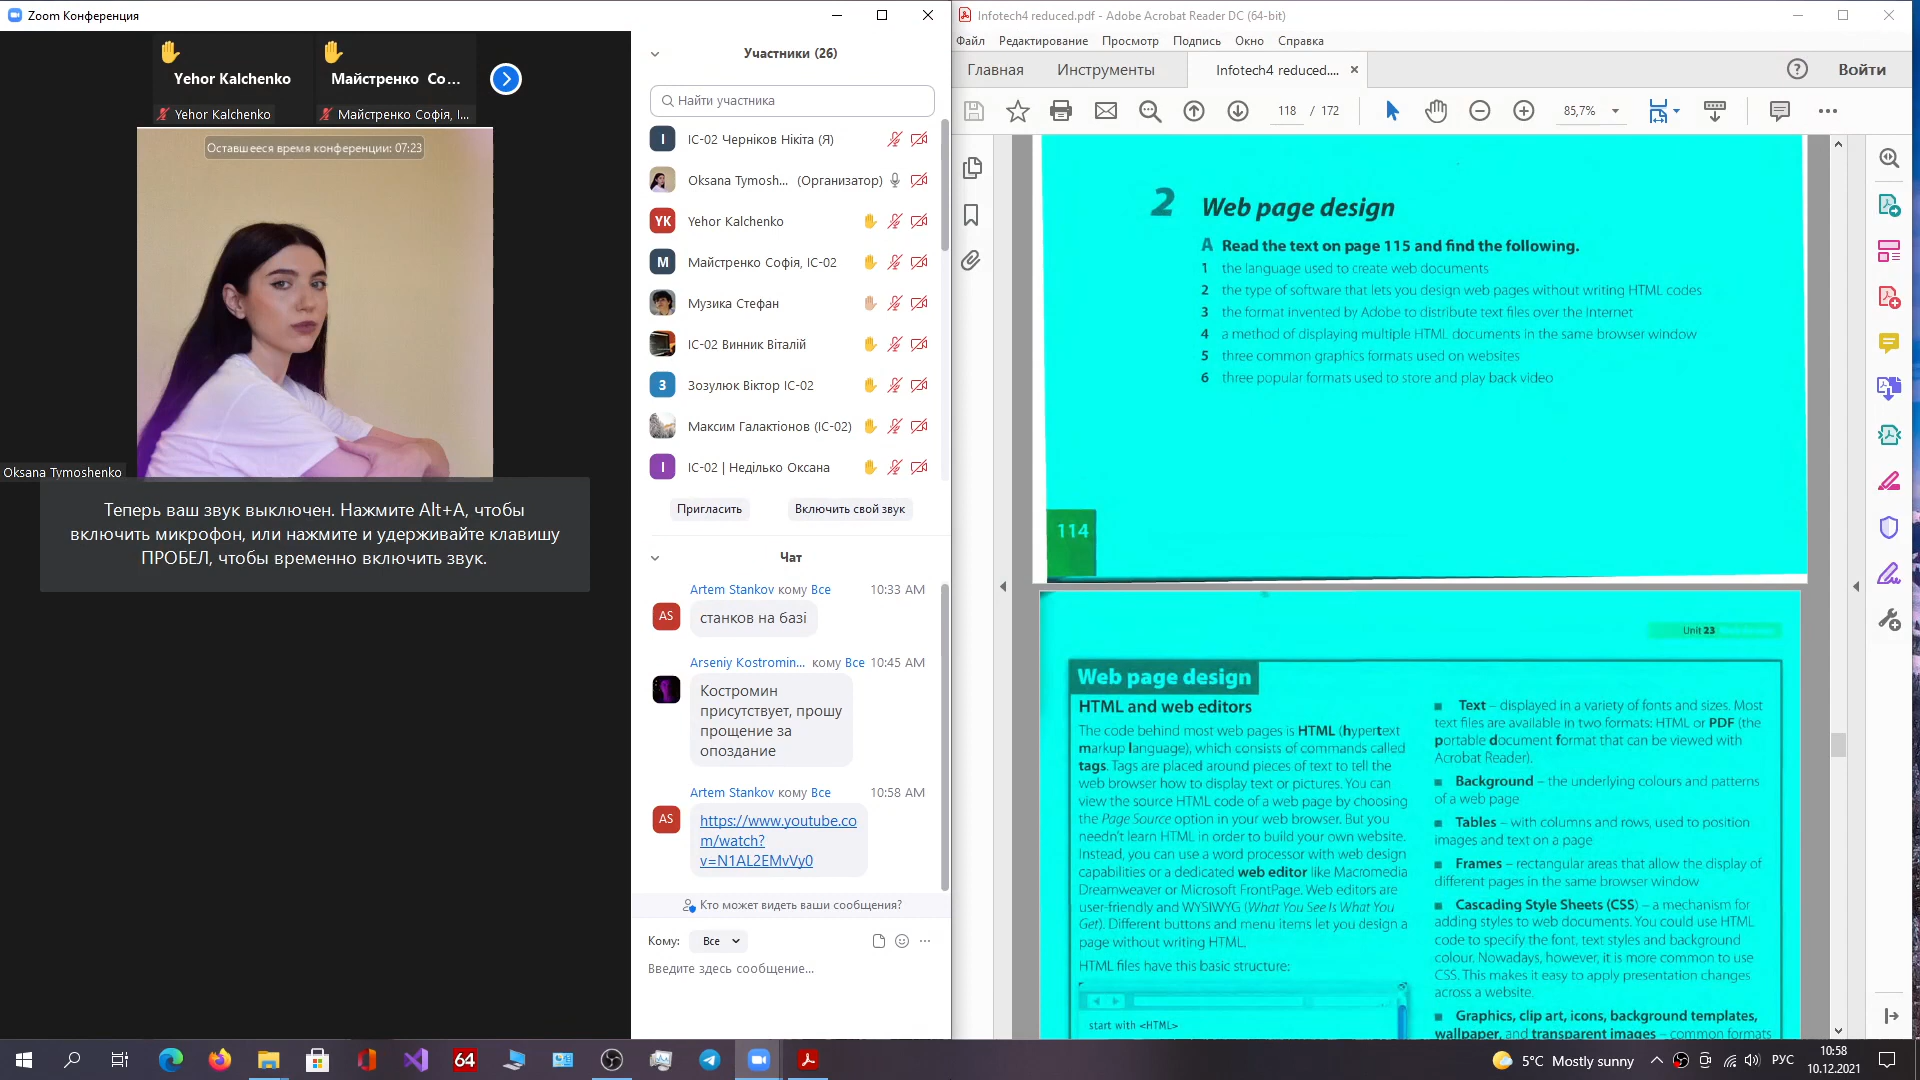 Zoom Конференция
Yehor Kalchenko
Майстренко Со...
Yehor Kalchenko
Майстренко Софія, І...
Оставшееся время конференции: 07:23
Oksana Tymoshenko
Теперь ваш звук выключен. Нажмите Alt+A, чтобы
включить микрофон, или нажмите и удерживайте клавишу
ПРОБЕЛ, чтобы временно включить звук.
Участники (26)
Найти участника
I
ІС-02 Черніков Нікіта (Я)
Oksana Tymosh... (Организатор)
YK
Yehor Kalchenko
М
Майстренко Софія, ІС-02
Музика Стефан
ІС-02 Винник Віталій
З
Зозулюк Віктор ІС-02
Максим Галактіонов (ІС-02)
I
ІС-02 | Неділько Оксана
Пригласить
Включить свой звук
Чат
Artem Stankov кому Все 10:33 AM
AS
станков на базі
Arseniy Kostromin... кому Все 10:45 AM
Костромин
присутствует, прошу
прощение за
опоздание
Artem Stankov кому Все 10:58 AM
AS
https://www.youtube.co
m/watch?
v=N1AL2EMvVy0
Кто может видеть ваши сообщения?
Кому: Все
Введите здесь сообщение...
Infotech4 reduced.pdf - Adobe Acrobat Reader DC (64-bit)
Файл Редактирование Просмотр Подпись Окно Справка
Главная Инструменты Infotech4 reduced.... Войти
118 / 172 85,7%
2 Web page design
A Read the text on page 115 and find the following.
1 the language used to create web documents
2 the type of software that lets you design web pages without writing HTML codes
3 the format invented by Adobe to distribute text files over the Internet
4 a method of displaying multiple HTML documents in the same browser window
5 three common graphics formats used on websites
6 three popular formats used to store and play back video
114
Unit 23
Web page design
HTML and web editors
The code behind most web pages is HTML (hypertext
markup language), which consists of commands called
tags. Tags are placed around pieces of text to tell the
web browser how to display text or pictures. You can
view the source HTML code of a web page by choosing
the Page Source option in your web browser. But you
needn't learn HTML in order to build your own website.
Instead, you can use a word processor with web design
capabilities or a dedicated web editor like Macromedia
Dreamweaver or Microsoft FrontPage. Web editors are
user-friendly and WYSIWYG (What You See Is What You
Get). Different buttons and menu items let you design a
page without writing HTML.
HTML files have this basic structure:
start with <HTML>
Text – displayed in a variety of fonts and sizes. Most
text files are available in two formats: HTML or PDF (the
portable document format that can be viewed with
Acrobat Reader).
Background – the underlying colours and patterns
of a web page
Tables – with columns and rows, used to position
images and text on a page
Frames – rectangular areas that allow the display of
different pages in the same browser window
Cascading Style Sheets (CSS) – a mechanism for
adding styles to web documents. You could use HTML
code to specify the font, text styles and background
colour. Nowadays, however, it is more common to use
CSS. This makes it easy to apply presentation changes
across a website.
Graphics, clip art, icons, background templates,
wallpaper, and transparent images – common formats
64
5°C Mostly sunny
РУС
10:58
10.12.2021